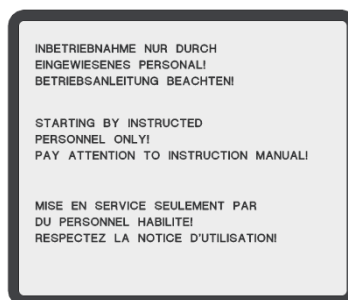 INBETRIEBNAHME NUR DURCH
EINGEWIESENES PERSONAL!
BETRIEBSANLEITUNG BEACHTEN!
STARTING BY INSTRUCTED
PERSONNEL ONLY!
PAY ATTENTION TO INSTRUCTION MANUAL!
MISE EN SERVICE SEULEMENT PAR
DU PERSONNEL HABILITE!
RESPECTEZ LA NOTICE D'UTILISATION!